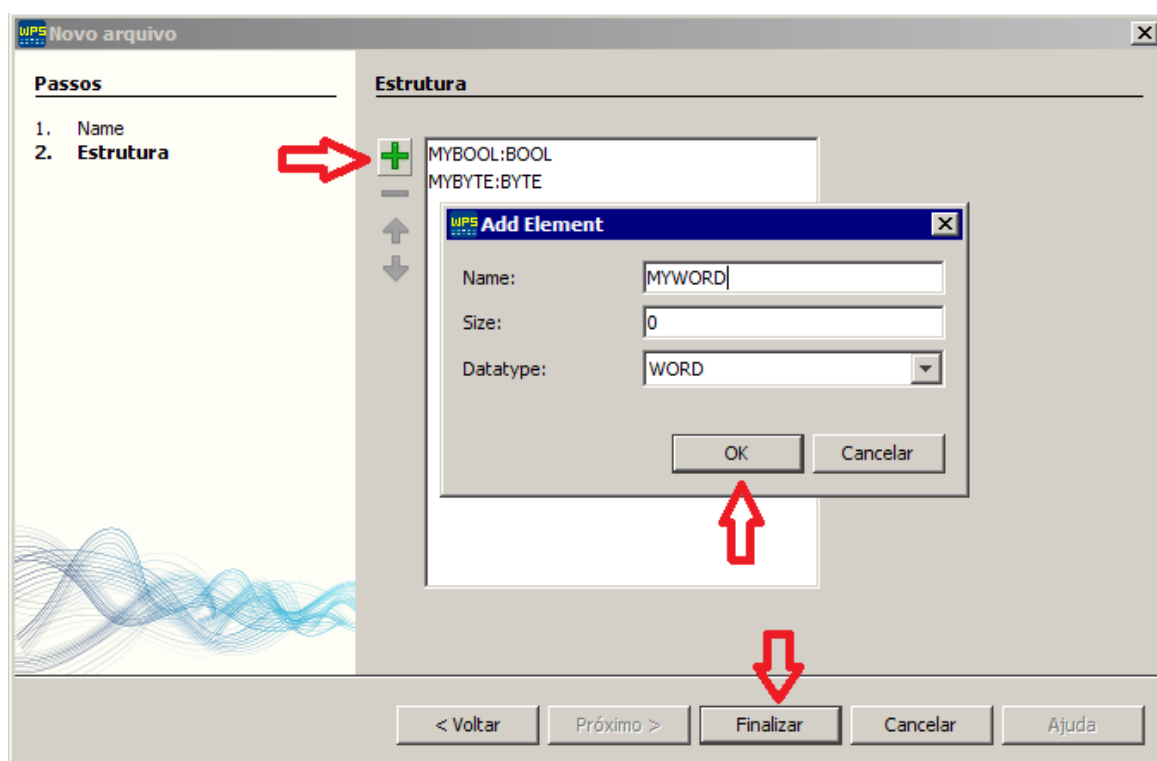 WPS Novo arquivo
Passos
1. Name
2. Estrutura
Estrutura
MYBOOL:BOOL
MYBYTE:BYTE
WPS Add Element
Name: MYWORD
Size: 0
Datatype: WORD
OK Cancelar
< Voltar Próximo > Finalizar Cancelar Ajuda